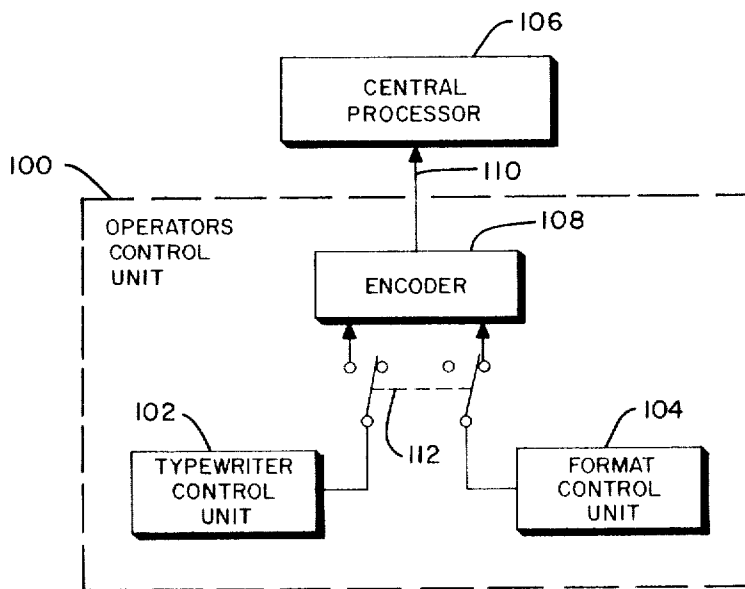 106
CENTRAL
PROCESSOR
100
110
OPERATORS
CONTROL
UNIT
108
ENCODER
102
112
104
TYPEWRITER
CONTROL
UNIT
FORMAT
CONTROL
UNIT